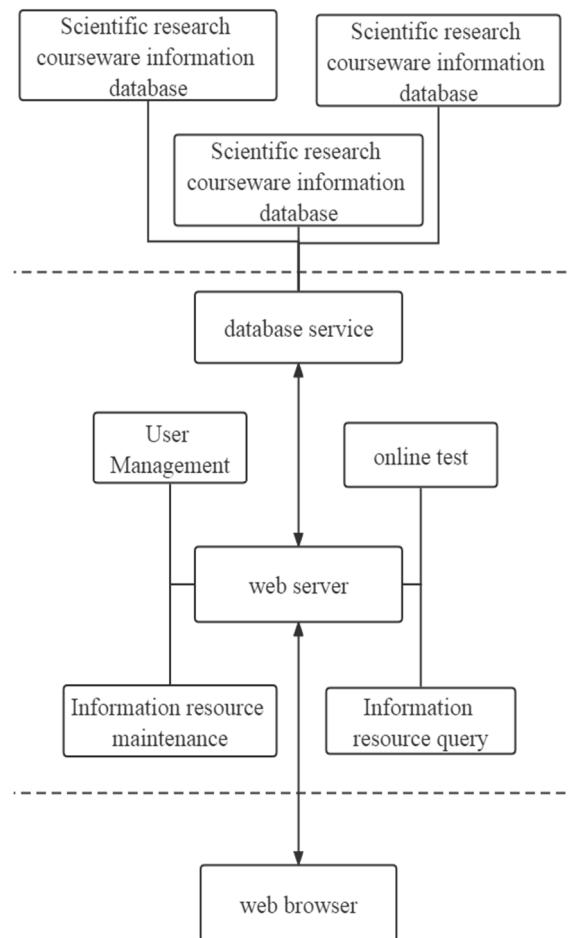 Scientific research
courseware information
database
Scientific research
courseware information
database
Scientific research
courseware information
database
database service
User
Management
online test
web server
Information resource
maintenance
Information
resource query
web browser